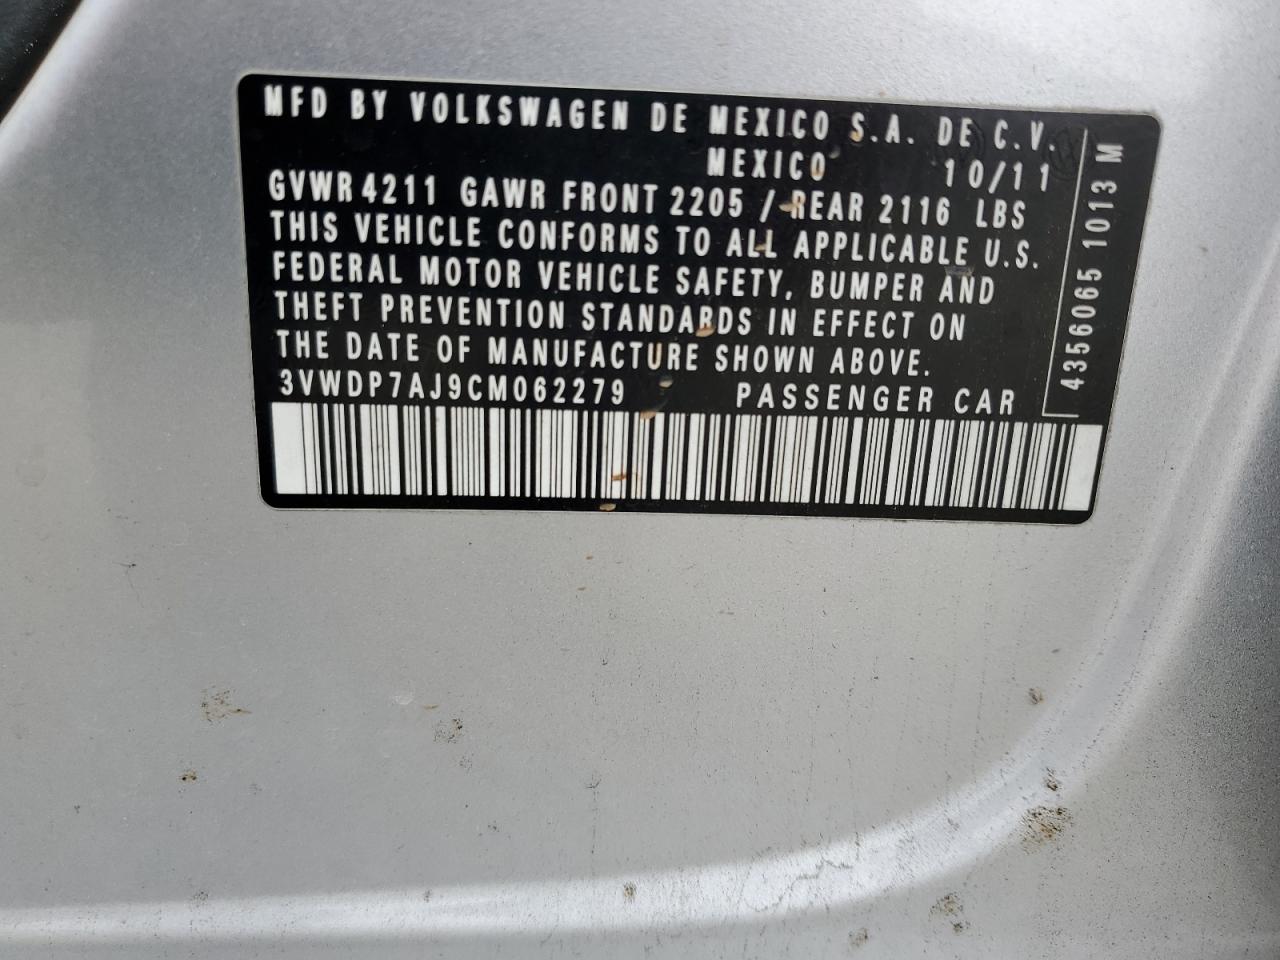 MFD BY VOLKSWAGEN DE MEXICO S.A. DE C.V.
MEXICO 10/11
GVWR 4211 GAWR FRONT 2205 / REAR 2116 LBS
THIS VEHICLE CONFORMS TO ALL APPLICABLE U.S.
FEDERAL MOTOR VEHICLE SAFETY, BUMPER AND
THEFT PREVENTION STANDARDS IN EFFECT ON
THE DATE OF MANUFACTURE SHOWN ABOVE.
3VWDP7AJ9CM062279 PASSENGER CAR
4356065 1013 M